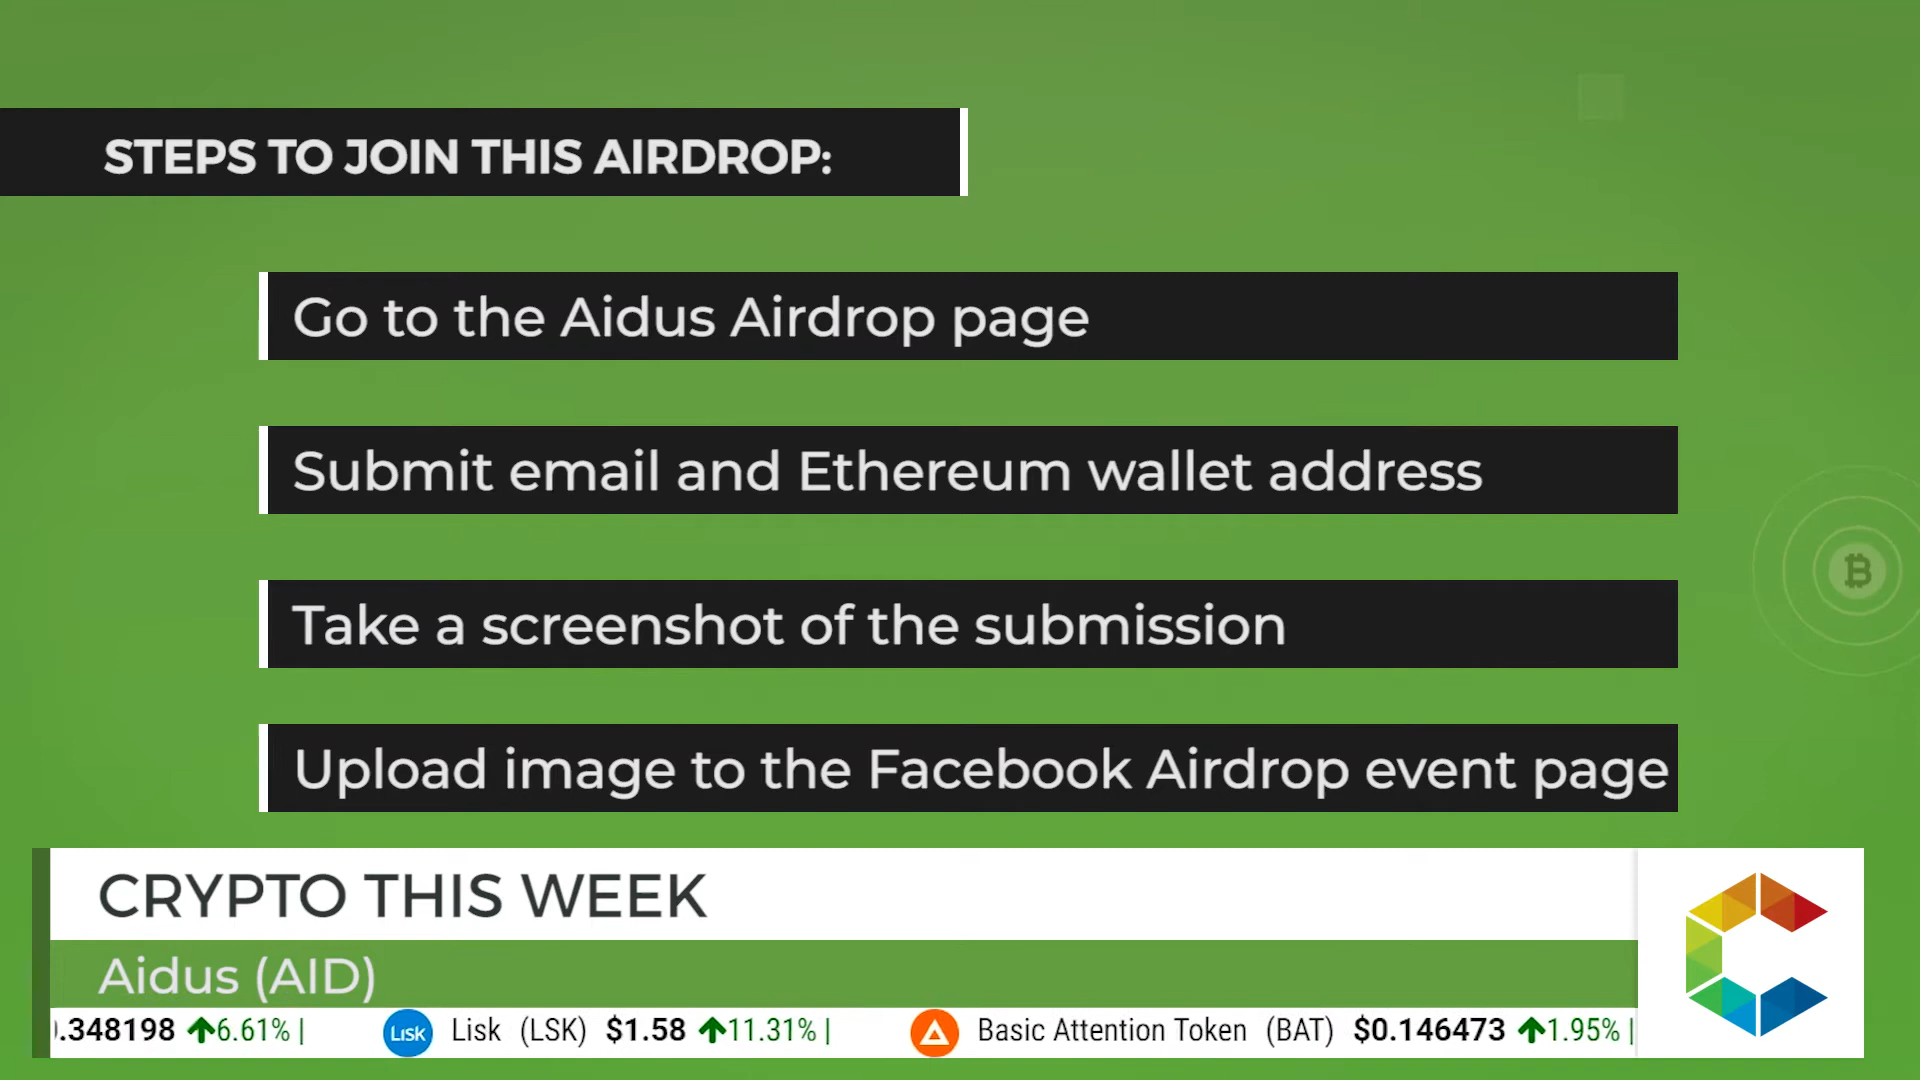 STEPS TO JOIN THIS AIRDROP:
Go to the Aidus Airdrop page
Submit email and Ethereum wallet address
Take a screenshot of the submission
Upload image to the Facebook Airdrop event page
CRYPTO THIS WEEK
Aidus (AID)
.348198 6.61% | LISK Lisk (LSK) $1.58 11.31% | Basic Attention Token (BAT) $0.146473 1.95% |